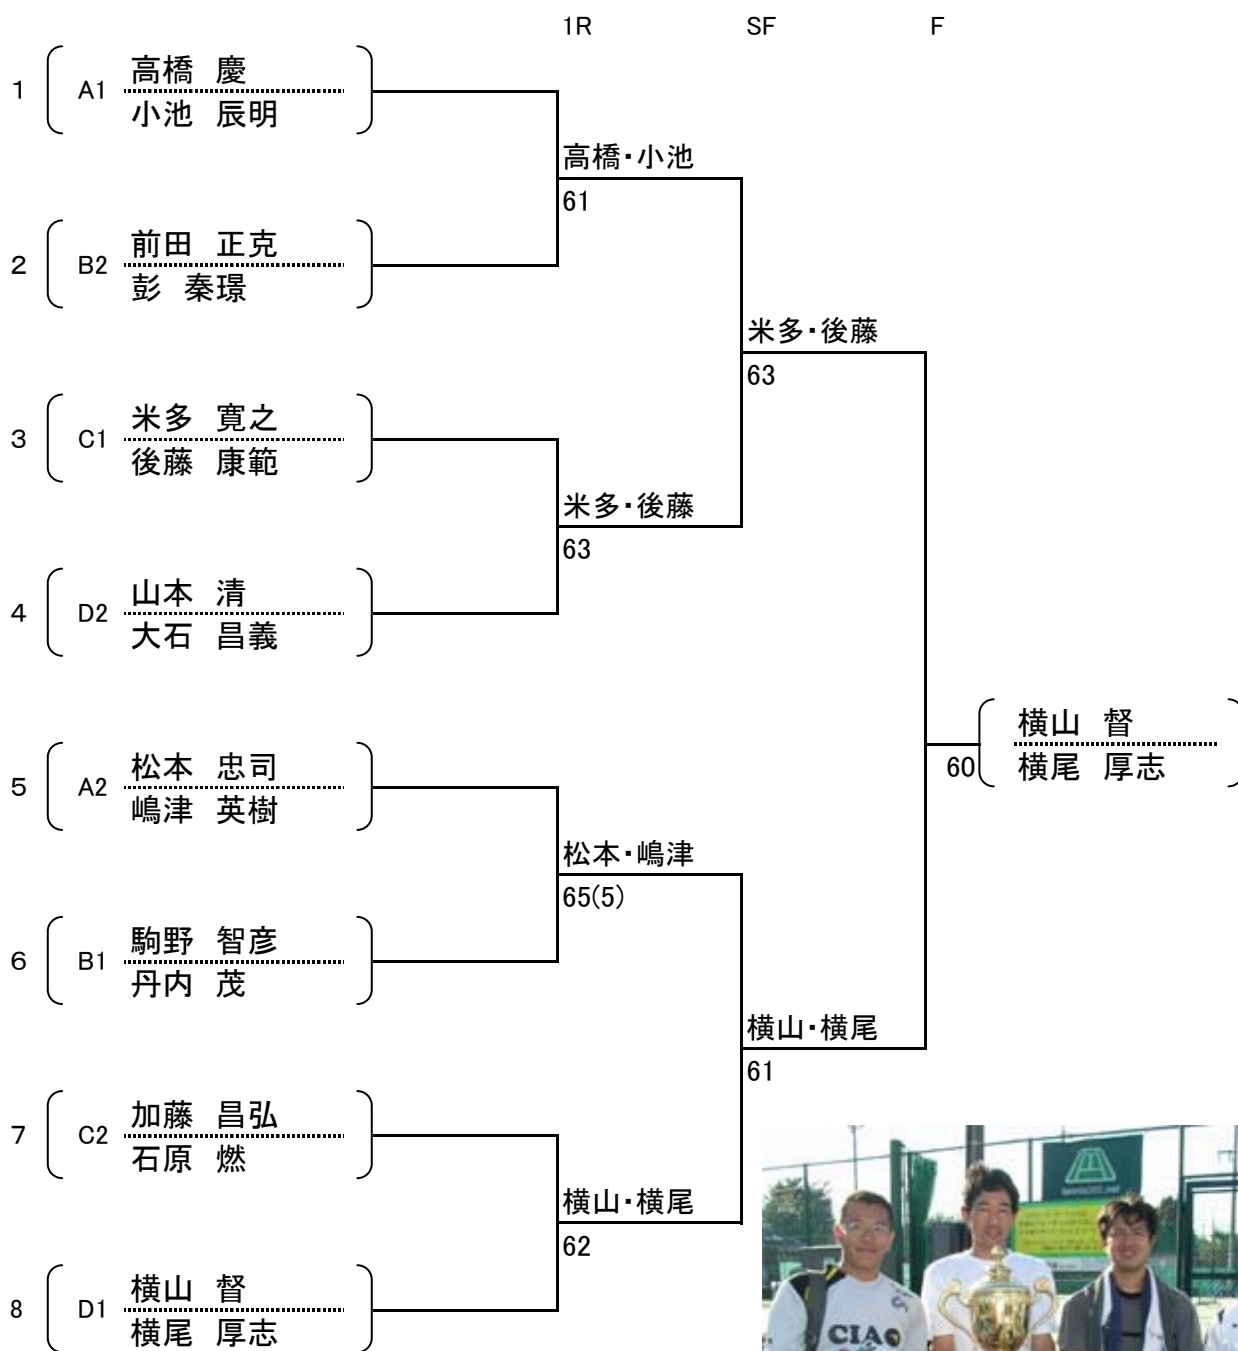 1R SF F
1 A1 高橋 慶
小池 辰明
高橋・小池
61
2 B2 前田 正克
彭 秦璟
米多・後藤
63
3 C1 米多 寛之
後藤 康範
米多・後藤
63
4 D2 山本 清
大石 昌義
横山 督
60 横尾 厚志
5 A2 松本 忠司
嶋津 英樹
松本・嶋津
65(5)
6 B1 駒野 智彦
丹内 茂
横山・横尾
61
7 C2 加藤 昌弘
石原 燃
横山・横尾
62
8 D1 横山 督
横尾 厚志
CIAO